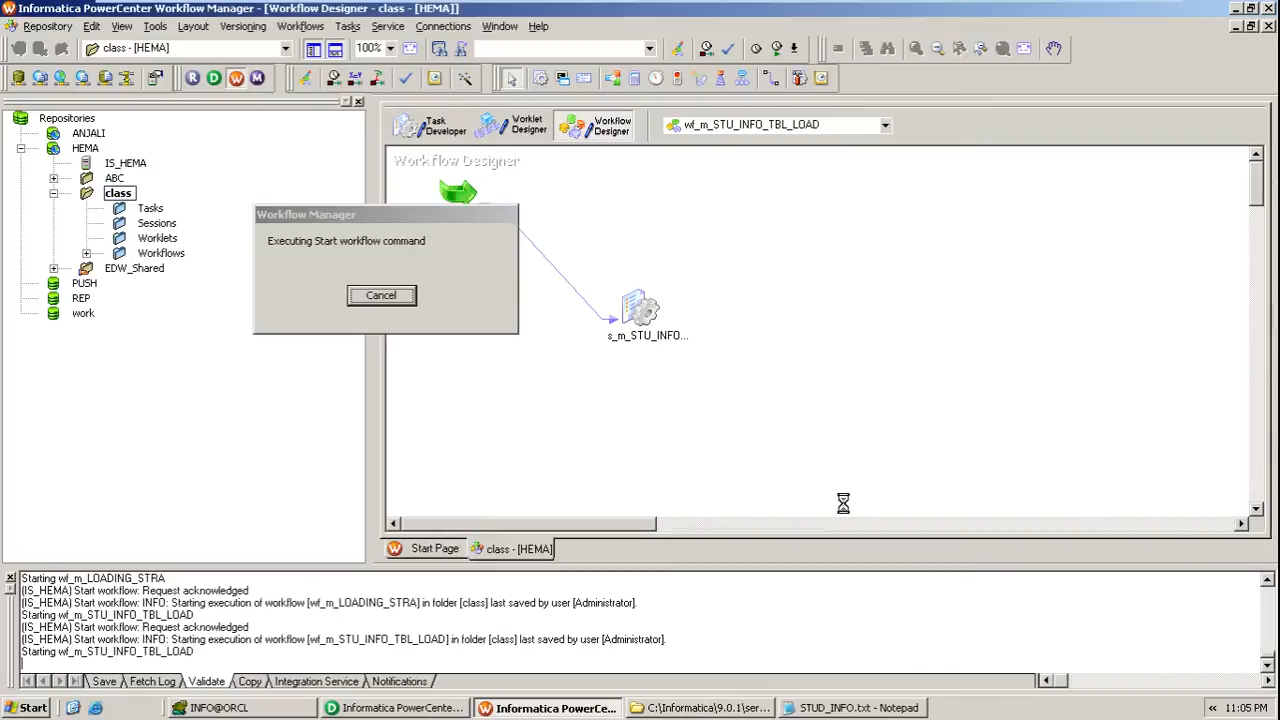 Informatica PowerCenter Workflow Manager - [Workflow Designer - class - [HEMA]]
Repository Edit View Tools Layout Versioning Workflows Tasks Service Connections Window Help
class - [HEMA]
100%
R D W M
Repositories
ANJALI
HEMA
IS_HEMA
ABC
class
Tasks
Sessions
Worklets
Workflows
EDW_Shared
PUSH
REP
work
Task Developer
Worklet Designer
Workflow Designer
wf_m_STU_INFO_TBL_LOAD
Workflow Designer
Workflow Manager
Executing Start workflow command
Cancel
s_m_STU_INFO...
Start Page
class - [HEMA]
Starting wf_m_LOADING_STRA
(IS_HEMA) Start workflow: Request acknowledged
(IS_HEMA) Start workflow: INFO: Starting execution of workflow [wf_m_LOADING_STRA] in folder [class] last saved by user [Administrator].
Starting wf_m_STU_INFO_TBL_LOAD
(IS_HEMA) Start workflow: Request acknowledged
(IS_HEMA) Start workflow: INFO: Starting execution of workflow [wf_m_STU_INFO_TBL_LOAD] in folder [class] last saved by user [Administrator].
Starting wf_m_STU_INFO_TBL_LOAD
Save Fetch Log Validate Copy Integration Service Notifications
Start
INFO@ORCL
Informatica PowerCente...
Informatica PowerCe...
C:\Informatica\9.0.1\ser...
STUD_INFO.txt - Notepad
11:05 PM